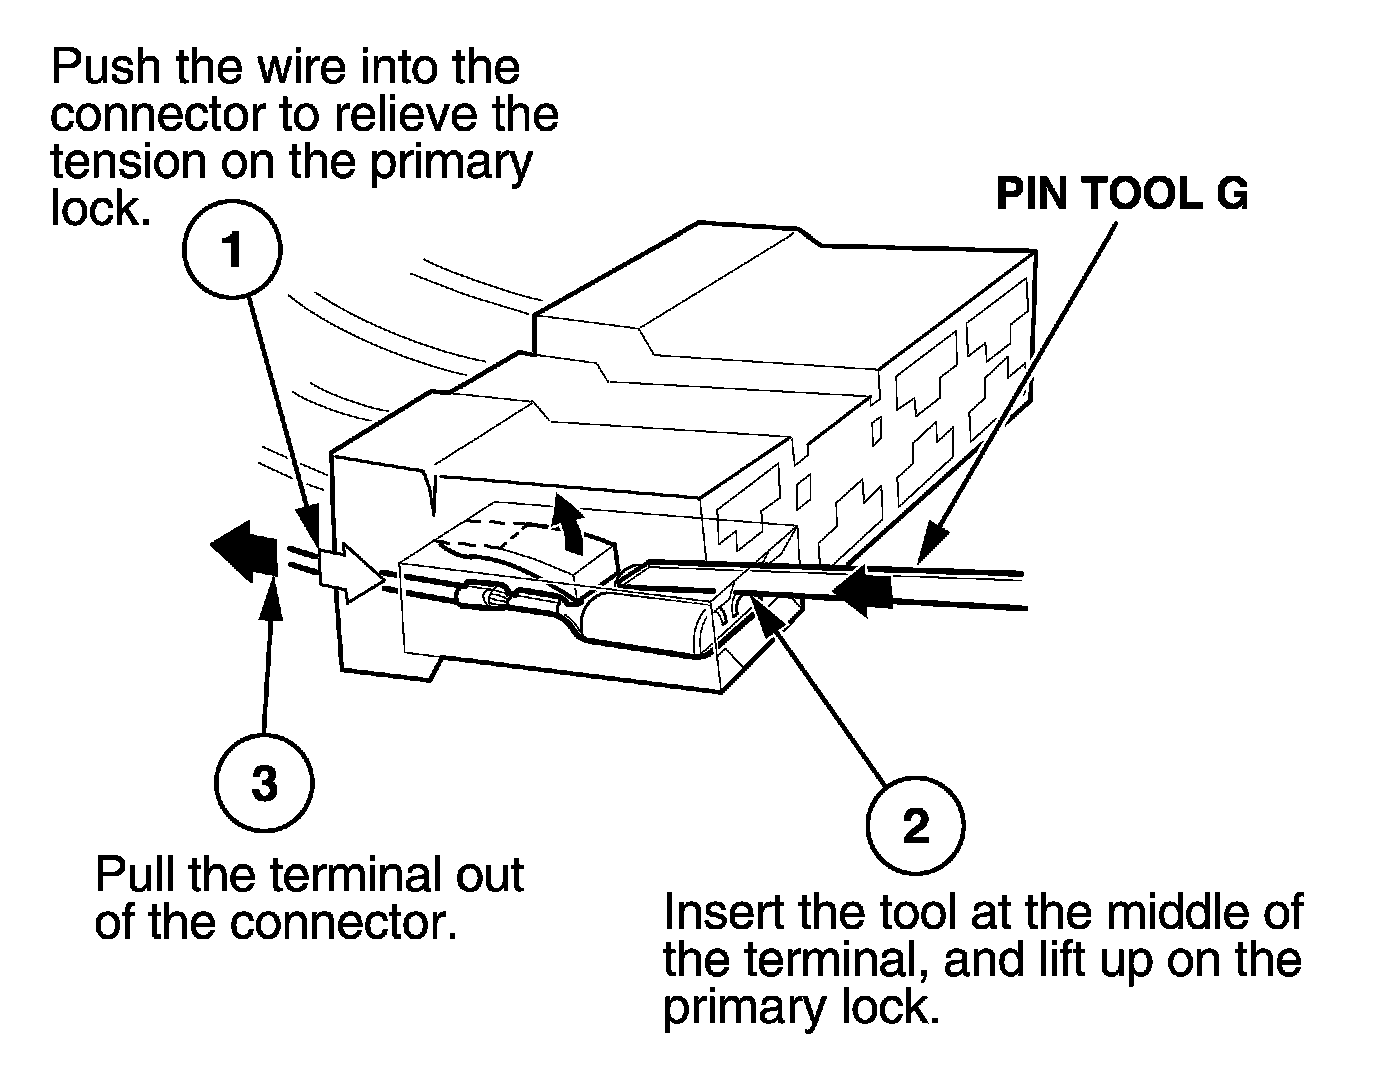 Push the wire into the
connector to relieve the
tension on the primary
lock.
1
PIN TOOL G
3
Pull the terminal out
of the connector.
2
Insert the tool at the middle of
the terminal, and lift up on the
primary lock.